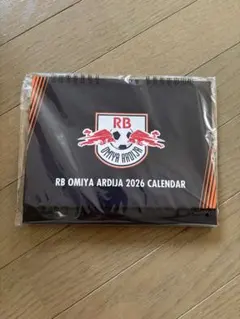 RB
OMIYA ARDIJA
RB OMIYA ARDIJA 2026 CALENDAR